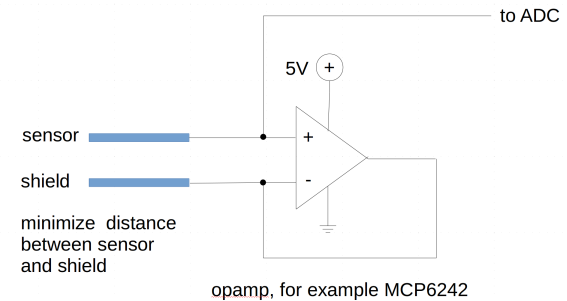 to ADC
5V +
sensor
+
shield
-
minimize distance
between sensor
and shield
opamp, for example MCP6242